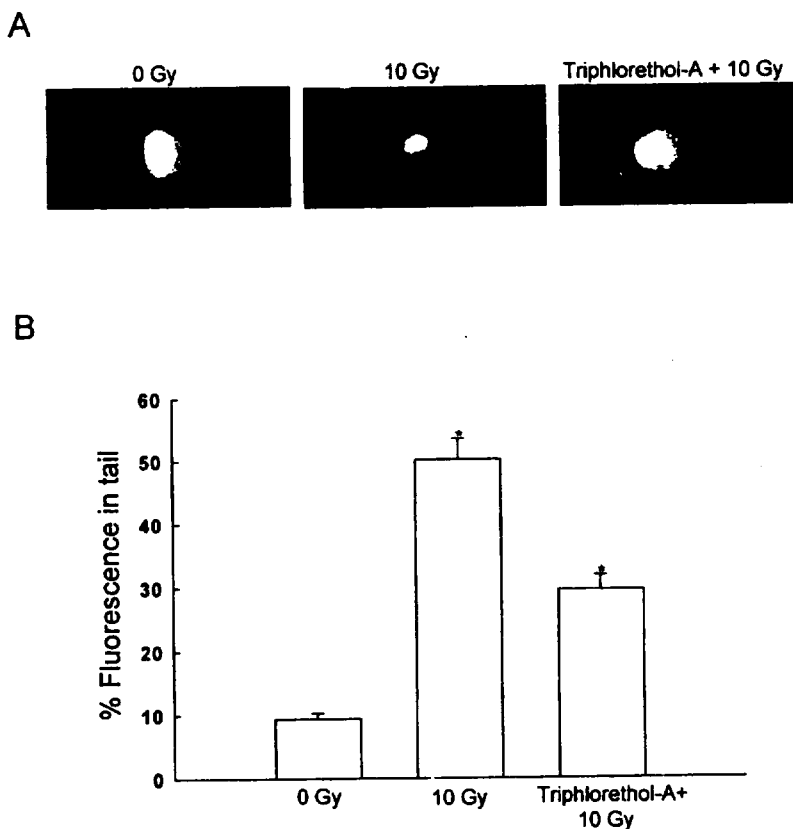 A
0 Gy
10 Gy
Triphlorethol-A + 10 Gy
B
% Fluorescence in tail
60
50
40
30
20
10
0
*
*
0 Gy
10 Gy
Triphlorethol-A+
10 Gy